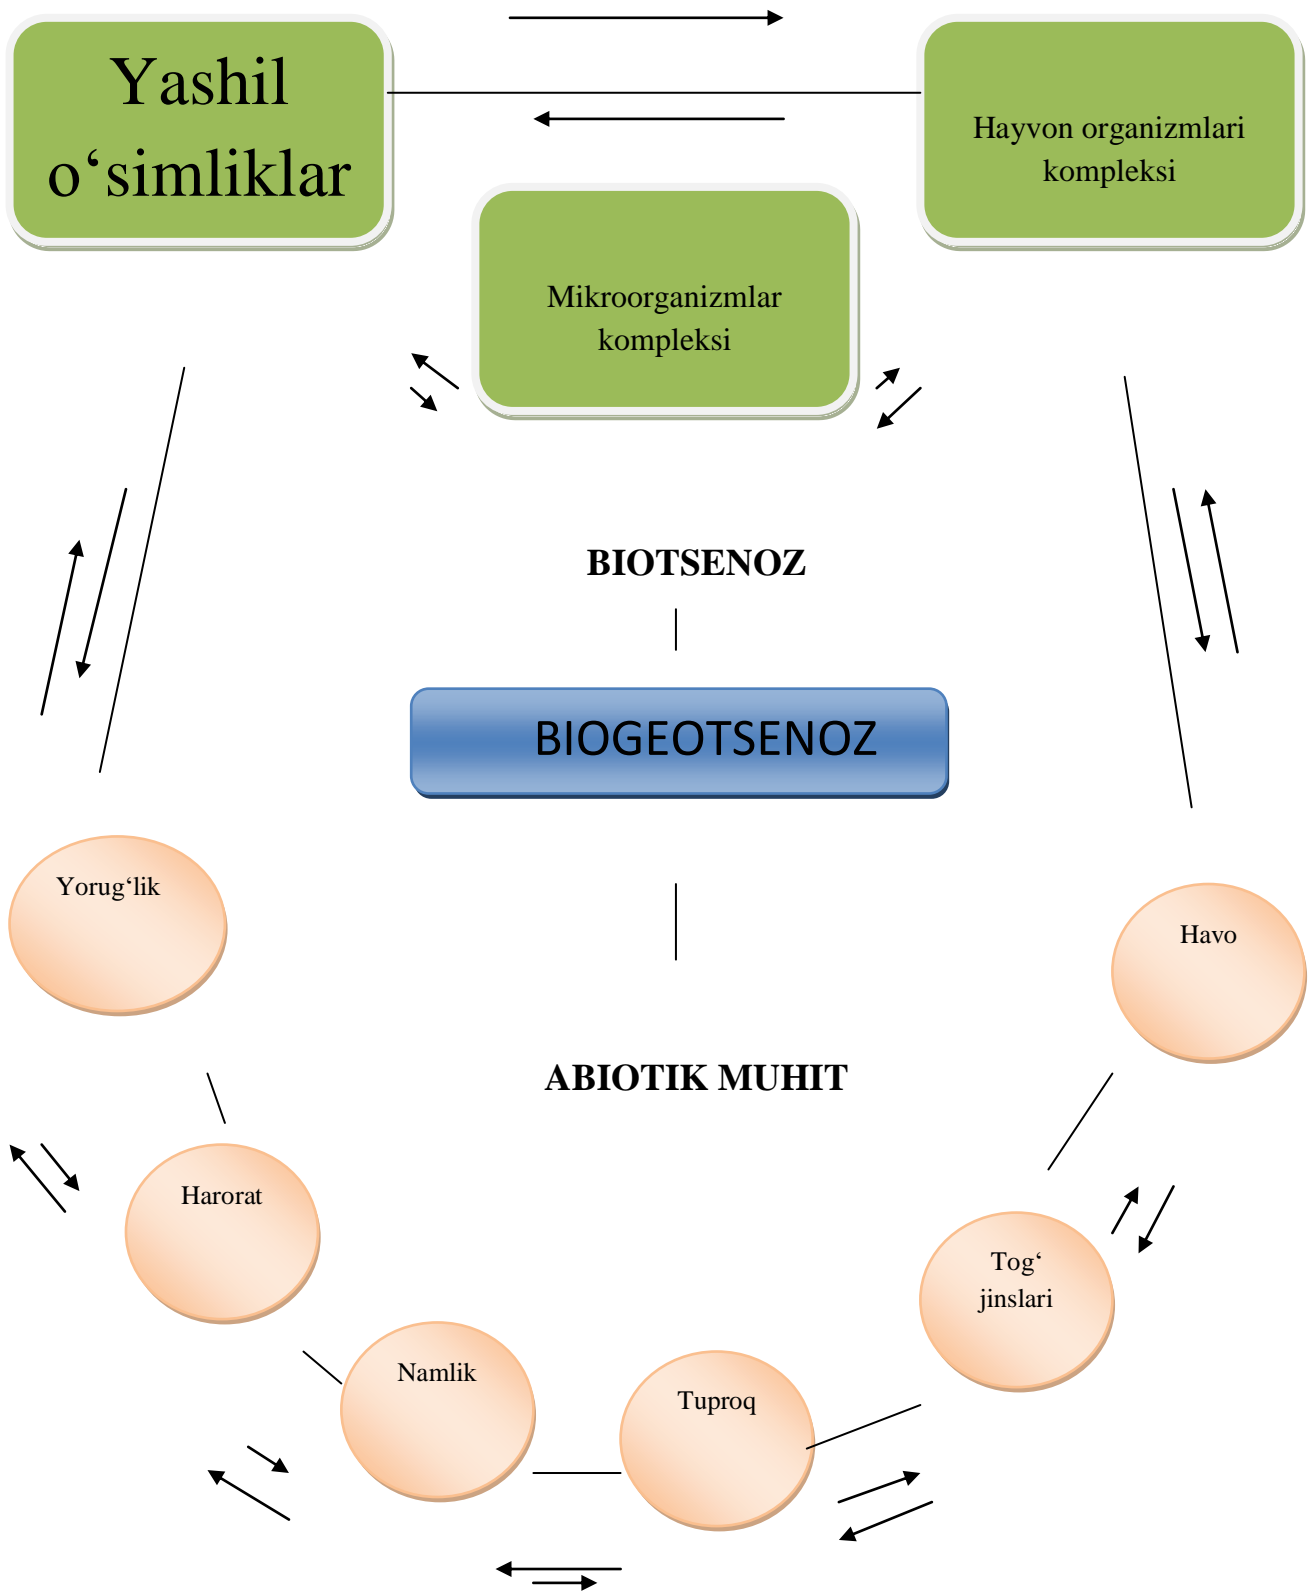 Yashil
o‘simliklar
Hayvon organizmlari
kompleksi
Mikroorganizmlar
kompleksi
BIOTSENOZ
BIOGEOTSENOZ
Yorug‘lik
Havo
ABIOTIK MUHIT
Harorat
Tog‘
jinslari
Namlik
Tuproq